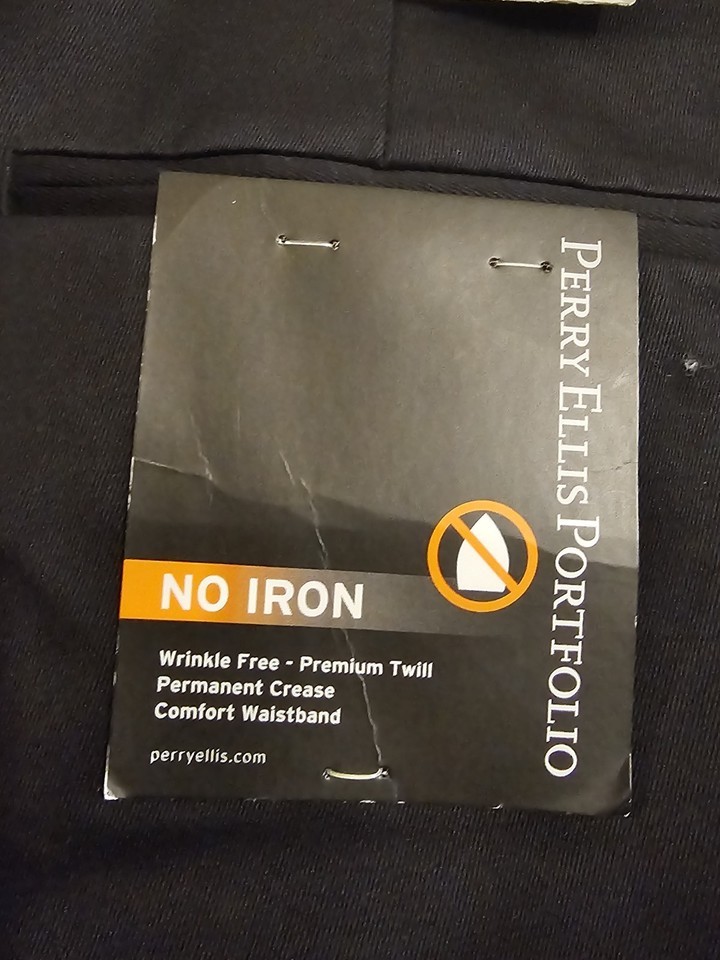 PERRY ELLIS PORTFOLIO
NO IRON
Wrinkle Free - Premium Twill
Permanent Crease
Comfort Waistband
perryellis.com